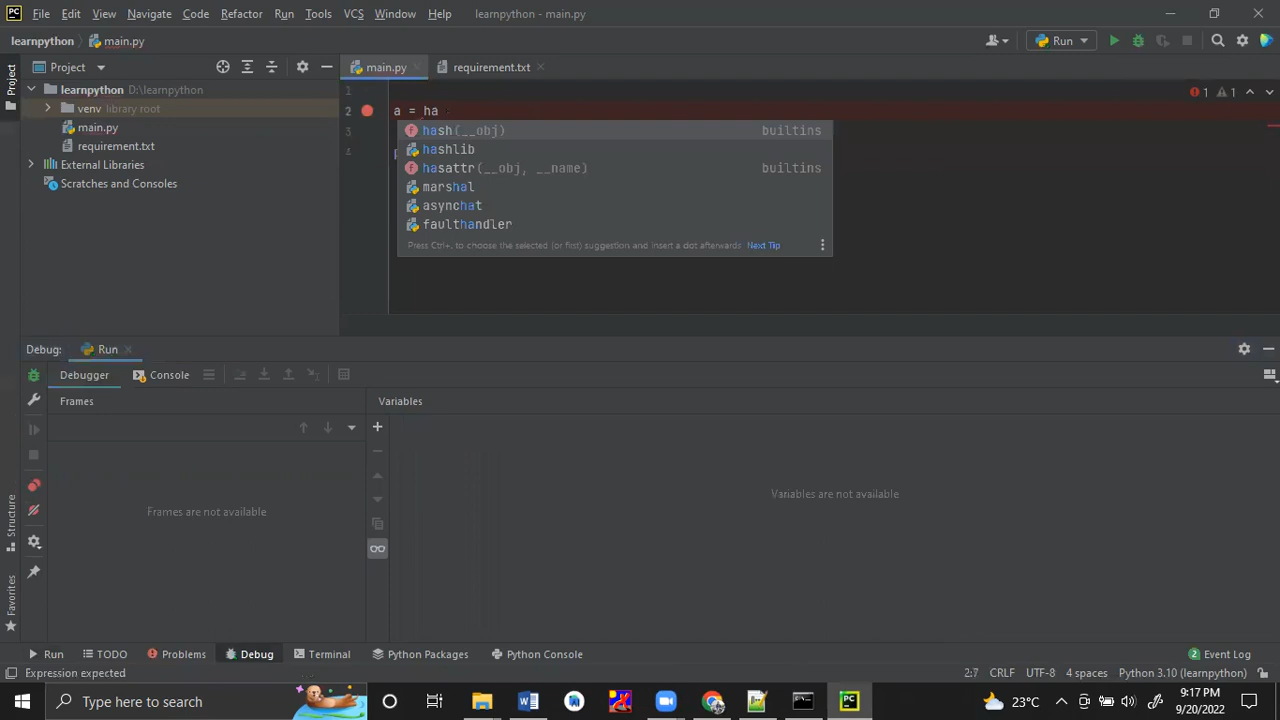 PC File Edit View Navigate Code Refactor Run Tools VCS Window Help learnpython - main.py
learnpython main.py Run
Project main.py requirement.txt
Project
learnpython D:\learnpython
venv library root
main.py
requirement.txt
External Libraries
Scratches and Consoles
1
2 a = ha
3
4
1 1
hash(__obj) builtins
hashlib
hasattr(__obj, __name) builtins
marshal
asynchat
faulthandler
Press Ctrl+. to choose the selected (or first) suggestion and insert a dot afterwards Next Tip
Debug: Run
Debugger Console
Frames Variables
Frames are not available
Variables are not available
Structure
Favorites
Run TODO Problems Debug Terminal Python Packages Python Console 2 Event Log
Expression expected 2:7 CRLF UTF-8 4 spaces Python 3.10 (learnpython)
Type here to search 23°C 9:17 PM
9/20/2022